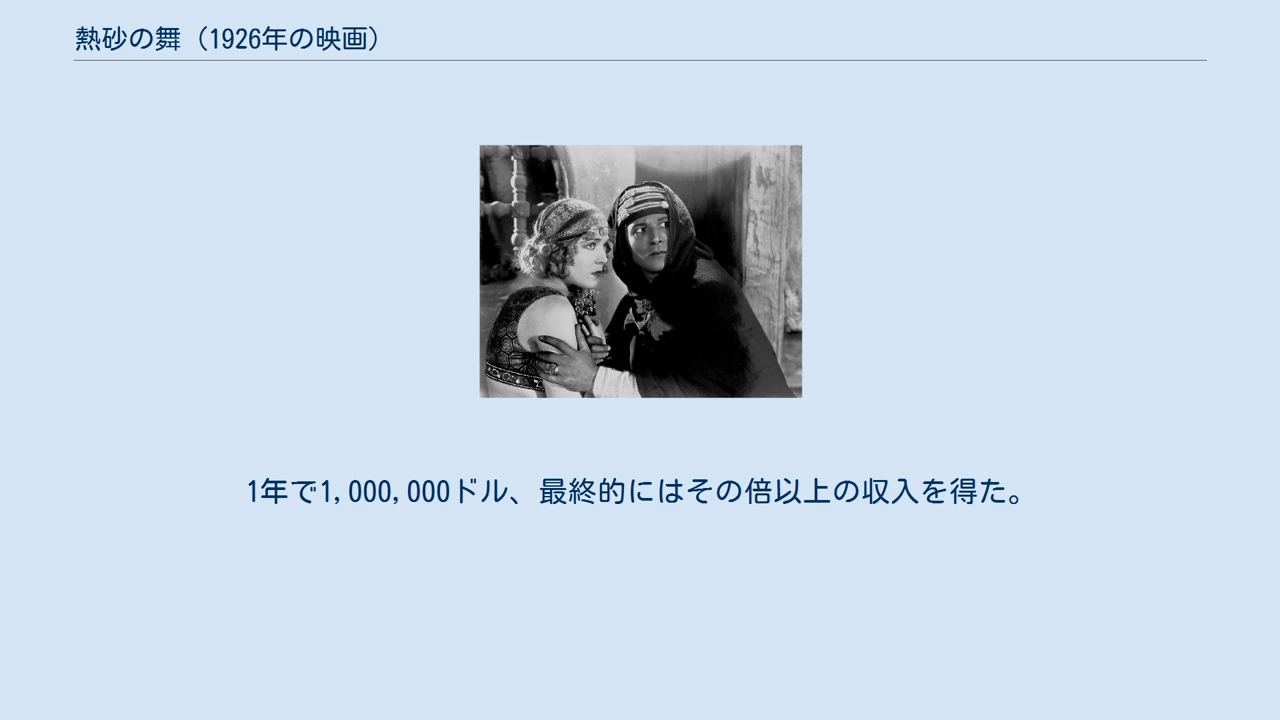 熱砂の舞（1926年の映画）
1年で1,000,000ドル、最終的にはその倍以上の収入を得た。